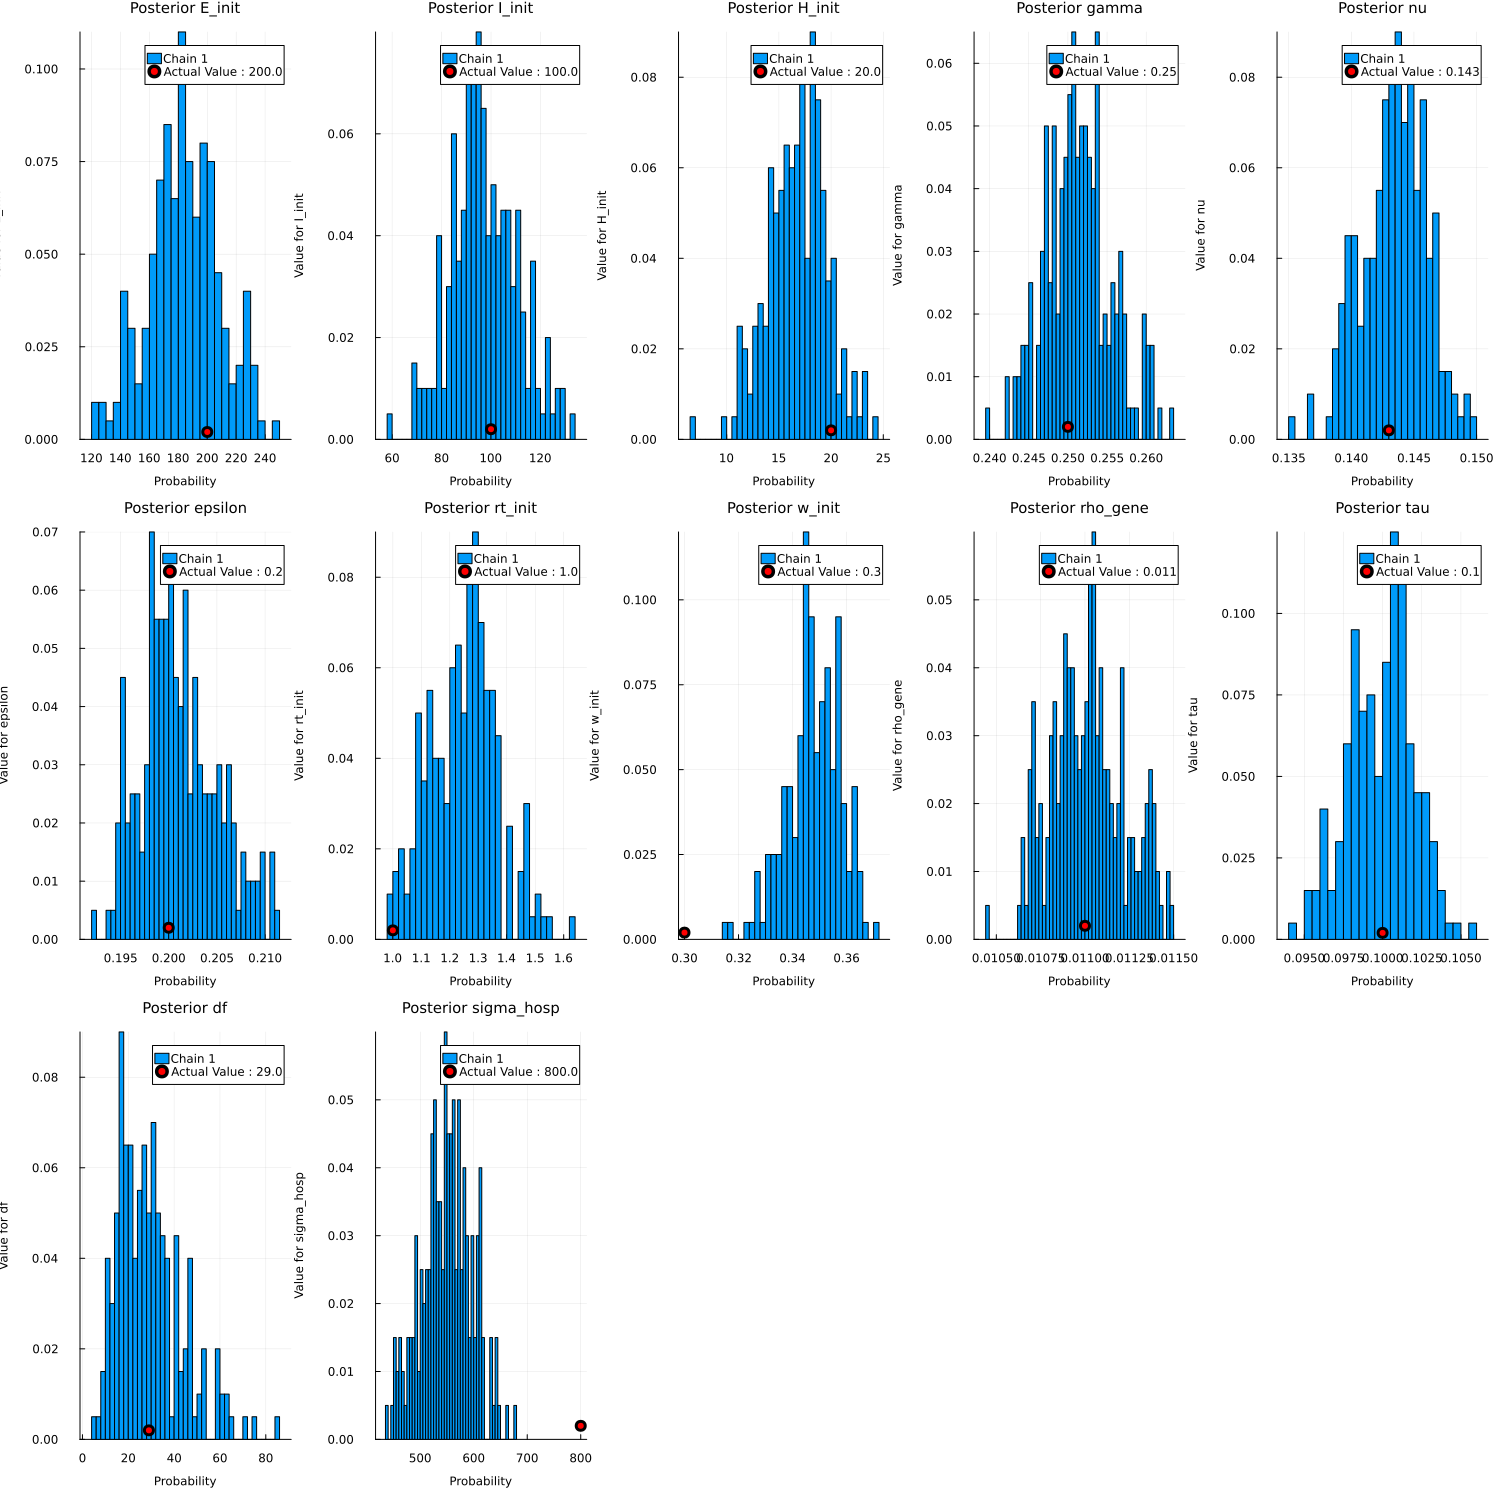 Posterior E_init
Posterior I_init
Posterior H_init
Posterior gamma
Posterior nu
Chain 1
Actual Value : 200.0
Chain 1
Actual Value : 100.0
Chain 1
Actual Value : 20.0
Chain 1
Actual Value : 0.25
Chain 1
Actual Value : 0.143
0.100
0.075
0.050
0.025
0.000
Value for I_init
0.06
0.04
0.02
0.00
Value for H_init
0.08
0.06
0.04
0.02
0.00
Value for gamma
0.06
0.05
0.04
0.03
0.02
0.01
0.00
Value for nu
0.08
0.06
0.04
0.02
0.00
120 140 160 180 200 220 240
60 80 100 120
10 15 20 25
0.240 0.245 0.250 0.255 0.260
0.135 0.140 0.145 0.150
Probability
Probability
Probability
Probability
Probability
Posterior epsilon
Posterior rt_init
Posterior w_init
Posterior rho_gene
Posterior tau
Chain 1
Actual Value : 0.2
Chain 1
Actual Value : 1.0
Chain 1
Actual Value : 0.3
Chain 1
Actual Value : 0.011
Chain 1
Actual Value : 0.1
Value for epsilon
0.07
0.06
0.05
0.04
0.03
0.02
0.01
0.00
Value for rt_init
0.08
0.06
0.04
0.02
0.00
Value for w_init
0.100
0.075
0.050
0.025
0.000
Value for rho_gene
0.05
0.04
0.03
0.02
0.01
0.00
Value for tau
0.100
0.075
0.050
0.025
0.000
0.195 0.200 0.205 0.210
1.0 1.1 1.2 1.3 1.4 1.5 1.6
0.30 0.32 0.34 0.36
0.01050 0.01075 0.01100 0.01125 0.01150
0.0950 0.0975 0.1000 0.1025 0.1050
Probability
Probability
Probability
Probability
Probability
Posterior df
Posterior sigma_hosp
Chain 1
Actual Value : 29.0
Chain 1
Actual Value : 800.0
Value for df
0.08
0.06
0.04
0.02
0.00
Value for sigma_hosp
0.05
0.04
0.03
0.02
0.01
0.00
0 20 40 60 80
500 600 700 800
Probability
Probability